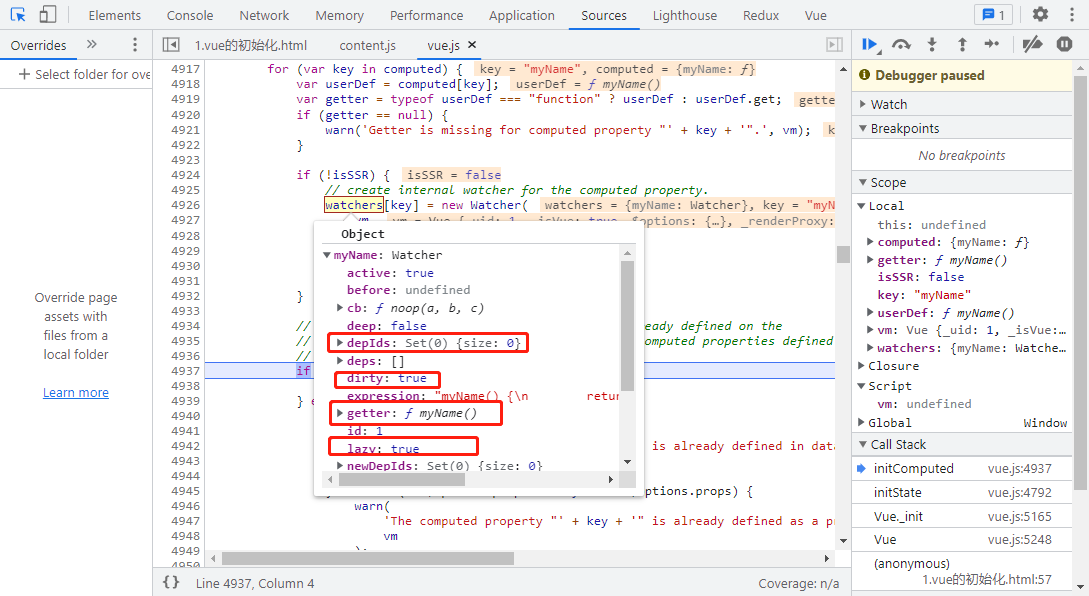 Elements Console Network Memory Performance Application Sources Lighthouse Redux Vue 1
Overrides
1.vue的初始化.html content.js vue.js
Select folder for ove
Override page
assets with
files from a
local folder
Learn more
4917 for (var key in computed) { key = "myName", computed = {myName: ƒ}
4918 var userDef = computed[key]; userDef = ƒ myName()
4919 var getter = typeof userDef === "function" ? userDef : userDef.get; gette
4920 if (getter == null) {
4921 warn('Getter is missing for computed property "' + key + '".', vm); k
4922 }
4923
4924 if (!isSSR) { isSSR = false
4925 // create internal watcher for the computed property.
4926 watchers[key] = new Watcher( watchers = {myName: Watcher}, key = "myN
4927 vm vm = Vue {_uid: 1, _isVue: true, $options: {…}, _renderProxy:
4928
4929
4930
4931
4932 }
4933
4934 // eady defined on the
4935 // omputed properties defined
4936 //
4937 if
4938
4939 } e
4940
4941
4942 is already defined in data
4943
4944
4945 ptions.props) {
4946 warn(
4947 'The computed property "' + key + '" is already defined as a p
4948 vm
4949 );
4950
Object
myName: Watcher
active: true
before: undefined
cb: ƒ noop(a, b, c)
deep: false
depIds: Set(0) {size: 0}
deps: []
dirty: true
expression: "myName() {\n retur
getter: ƒ myName()
id: 1
lazy: true
newDepIds: Set(0) {size: 0}
{} Line 4937, Column 4 Coverage: n/a
Debugger paused
Watch
Breakpoints
No breakpoints
Scope
Local
this: undefined
computed: {myName: ƒ}
getter: ƒ myName()
isSSR: false
key: "myName"
userDef: ƒ myName()
vm: Vue {_uid: 1, _isVue:…
watchers: {myName: Watche…
Closure
Script
vm: undefined
Global Window
Call Stack
initComputed vue.js:4937
initState vue.js:4792
Vue._init vue.js:5165
Vue vue.js:5248
(anonymous)
1.vue的初始化.html:57